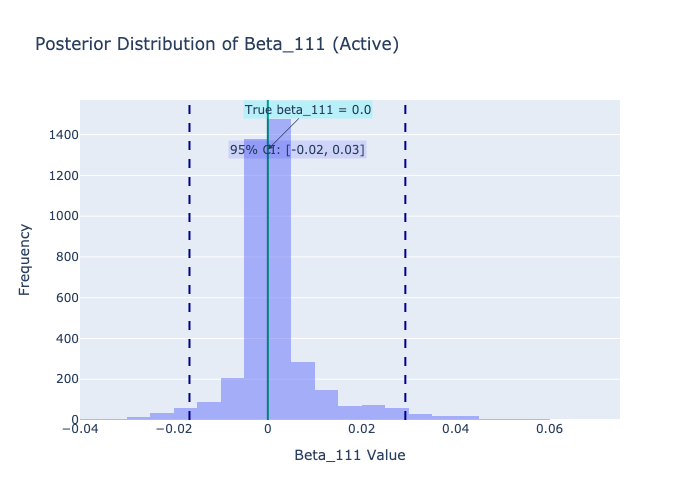 Posterior Distribution of Beta_111 (Active)
True beta_111 = 0.0
95% CI: [-0.02, 0.03]
1400
1200
1000
800
600
400
200
0
Frequency
−0.04
−0.02
0
0.02
0.04
0.06
Beta_111 Value